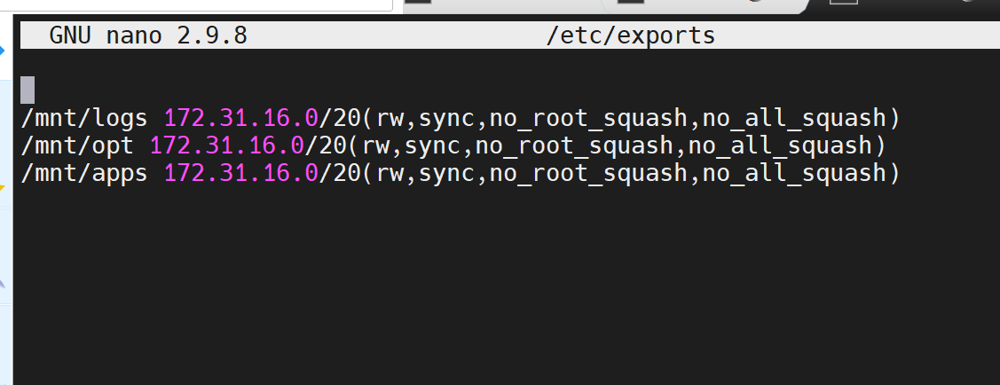 GNU nano 2.9.8 /etc/exports
/mnt/logs 172.31.16.0/20(rw,sync,no_root_squash,no_all_squash)
/mnt/opt 172.31.16.0/20(rw,sync,no_root_squash,no_all_squash)
/mnt/apps 172.31.16.0/20(rw,sync,no_root_squash,no_all_squash)